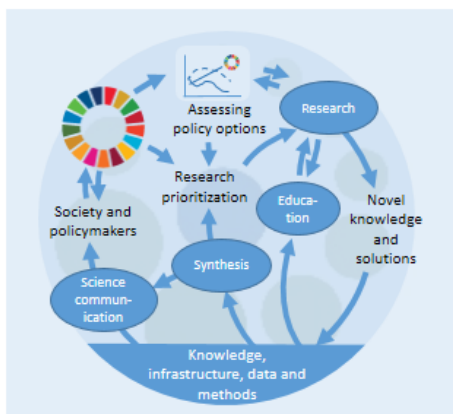 Assessing
policy options
Research
Research
prioritization
Educa-
tion
Novel
knowledge
and
solutions
Society and
policymakers
Synthesis
Science
commun-
ication
Knowledge,
infrastructure, data and
methods